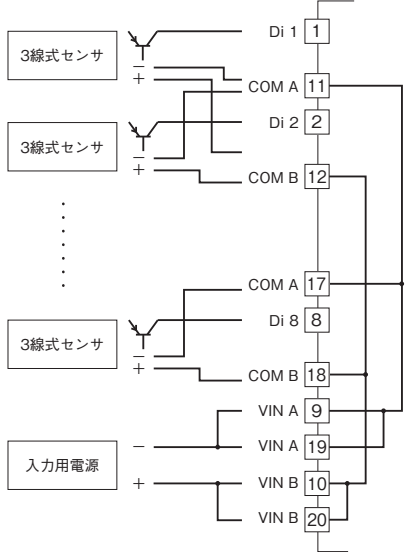 3線式センサ
−
+
Di 1 1
COM A 11
3線式センサ
−
+
Di 2 2
COM B 12
COM A 17
3線式センサ
−
+
Di 8 8
COM B 18
VIN A 9
入力用電源
−
+
VIN A 19
VIN B 10
VIN B 20